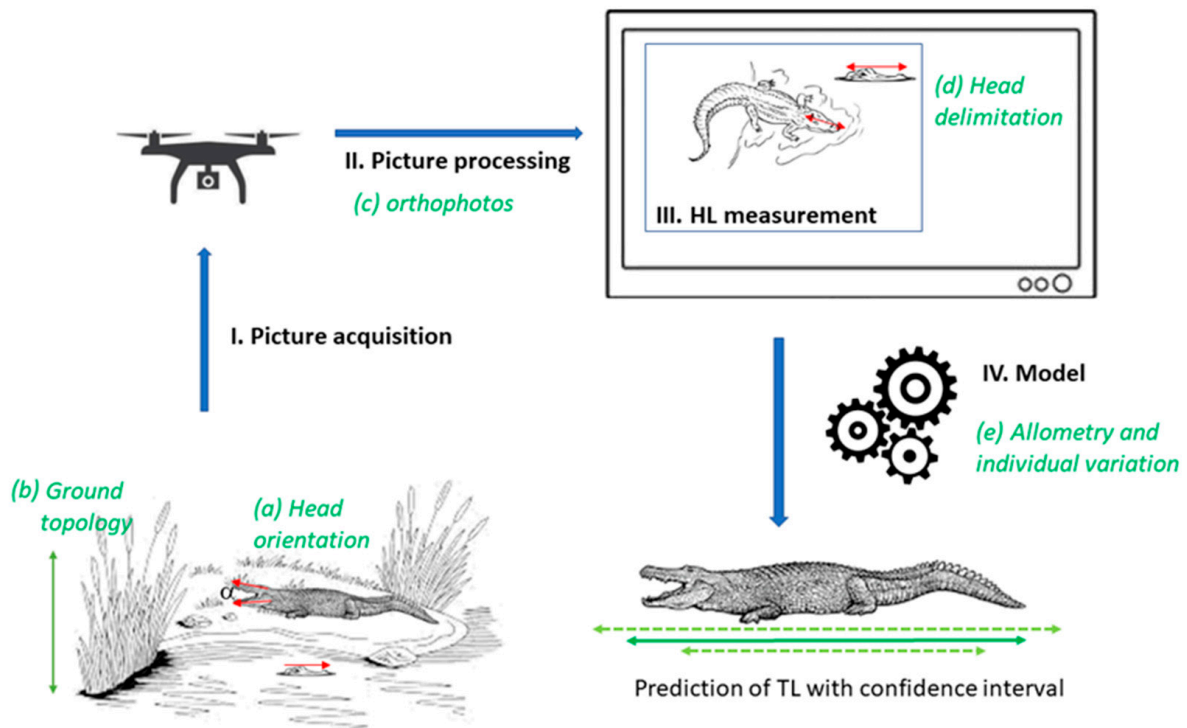 II. Picture processing
(c) orthophotos
(d) Head
delimitation
III. HL measurement
I. Picture acquisition
IV. Model
(e) Allometry and
individual variation
(b) Ground
topology
(a) Head
orientation
α
Prediction of TL with confidence interval